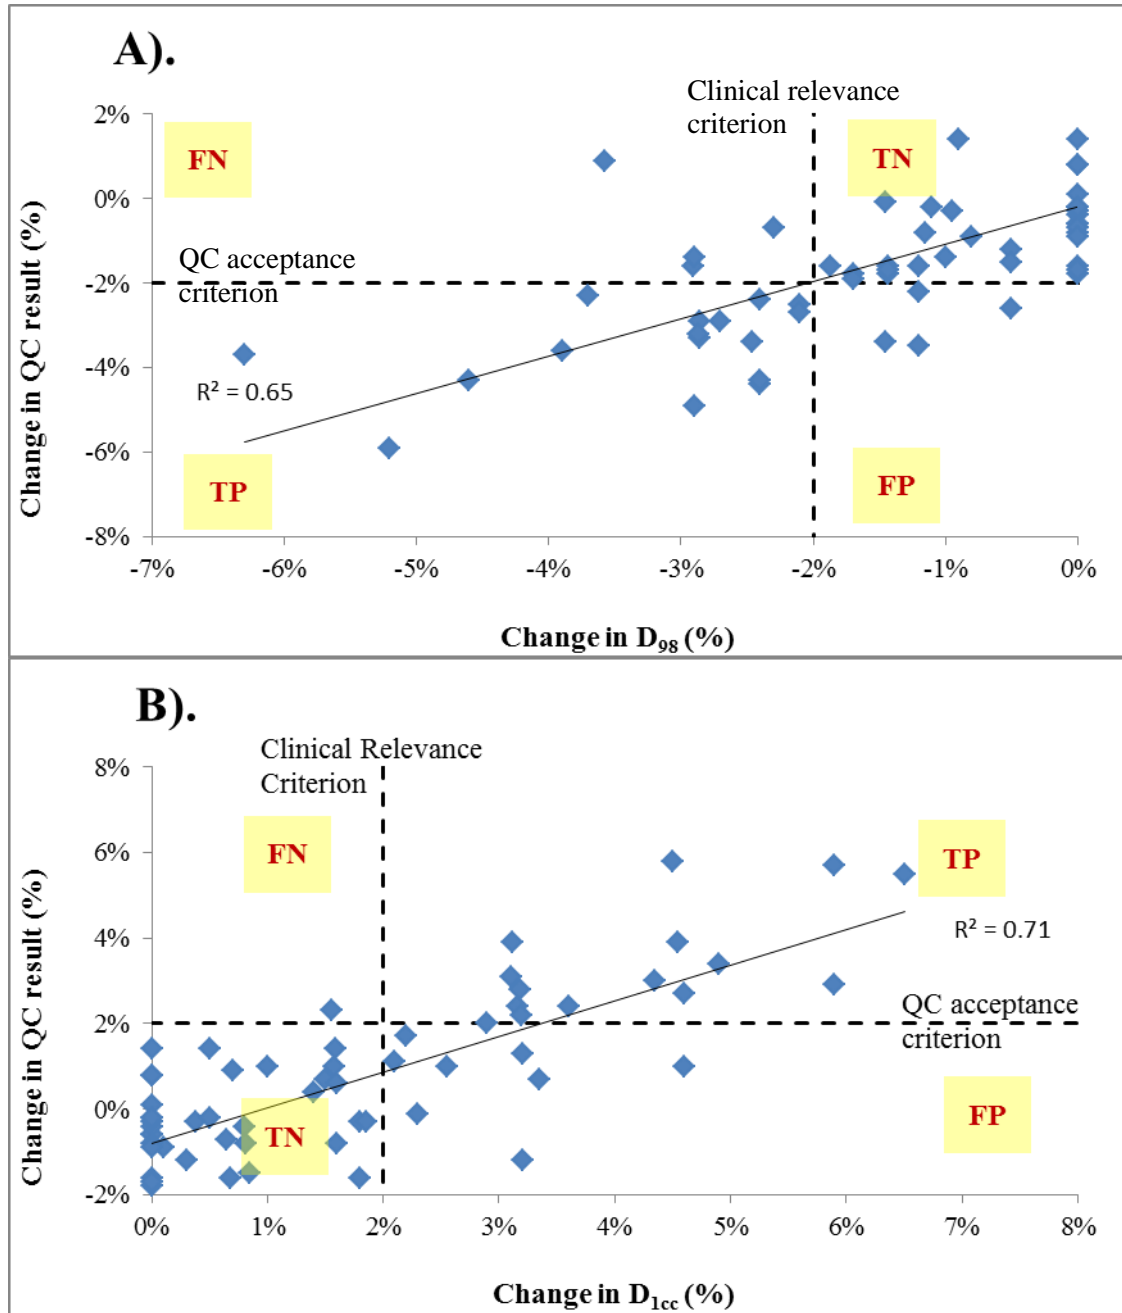 A).
Clinical relevance
criterion
2%
FN
TN
0%
QC acceptance
criterion
-2%
-4%
R² = 0.65
-6%
TP
FP
-8%
-7%
-6%
-5%
-4%
-3%
-2%
-1%
0%
Change in QC result (%)
Change in D98 (%)
B).
Clinical Relevance
Criterion
8%
FN
TP
6%
R² = 0.71
4%
QC acceptance
criterion
2%
0%
TN
FP
-2%
0%
1%
2%
3%
4%
5%
6%
7%
8%
Change in QC result (%)
Change in D1cc (%)